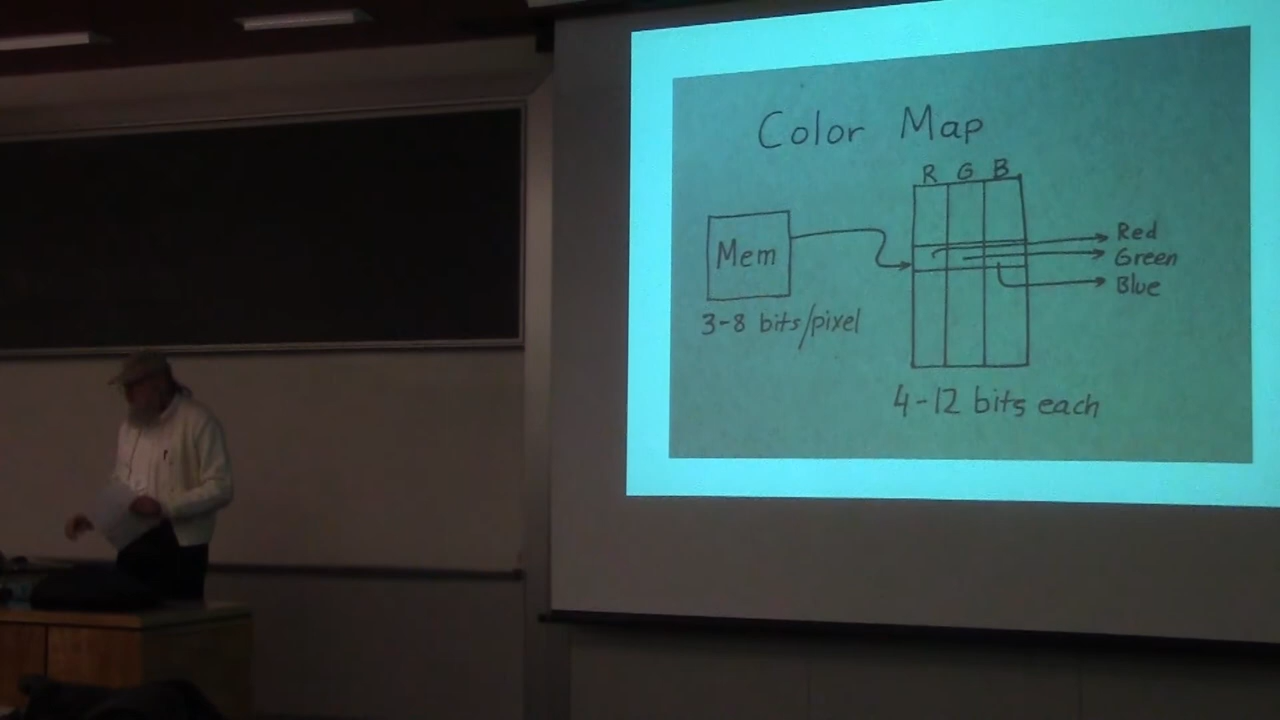 Color Map
R G B
Mem
Red
Green
Blue
3-8 bits/pixel
4-12 bits each